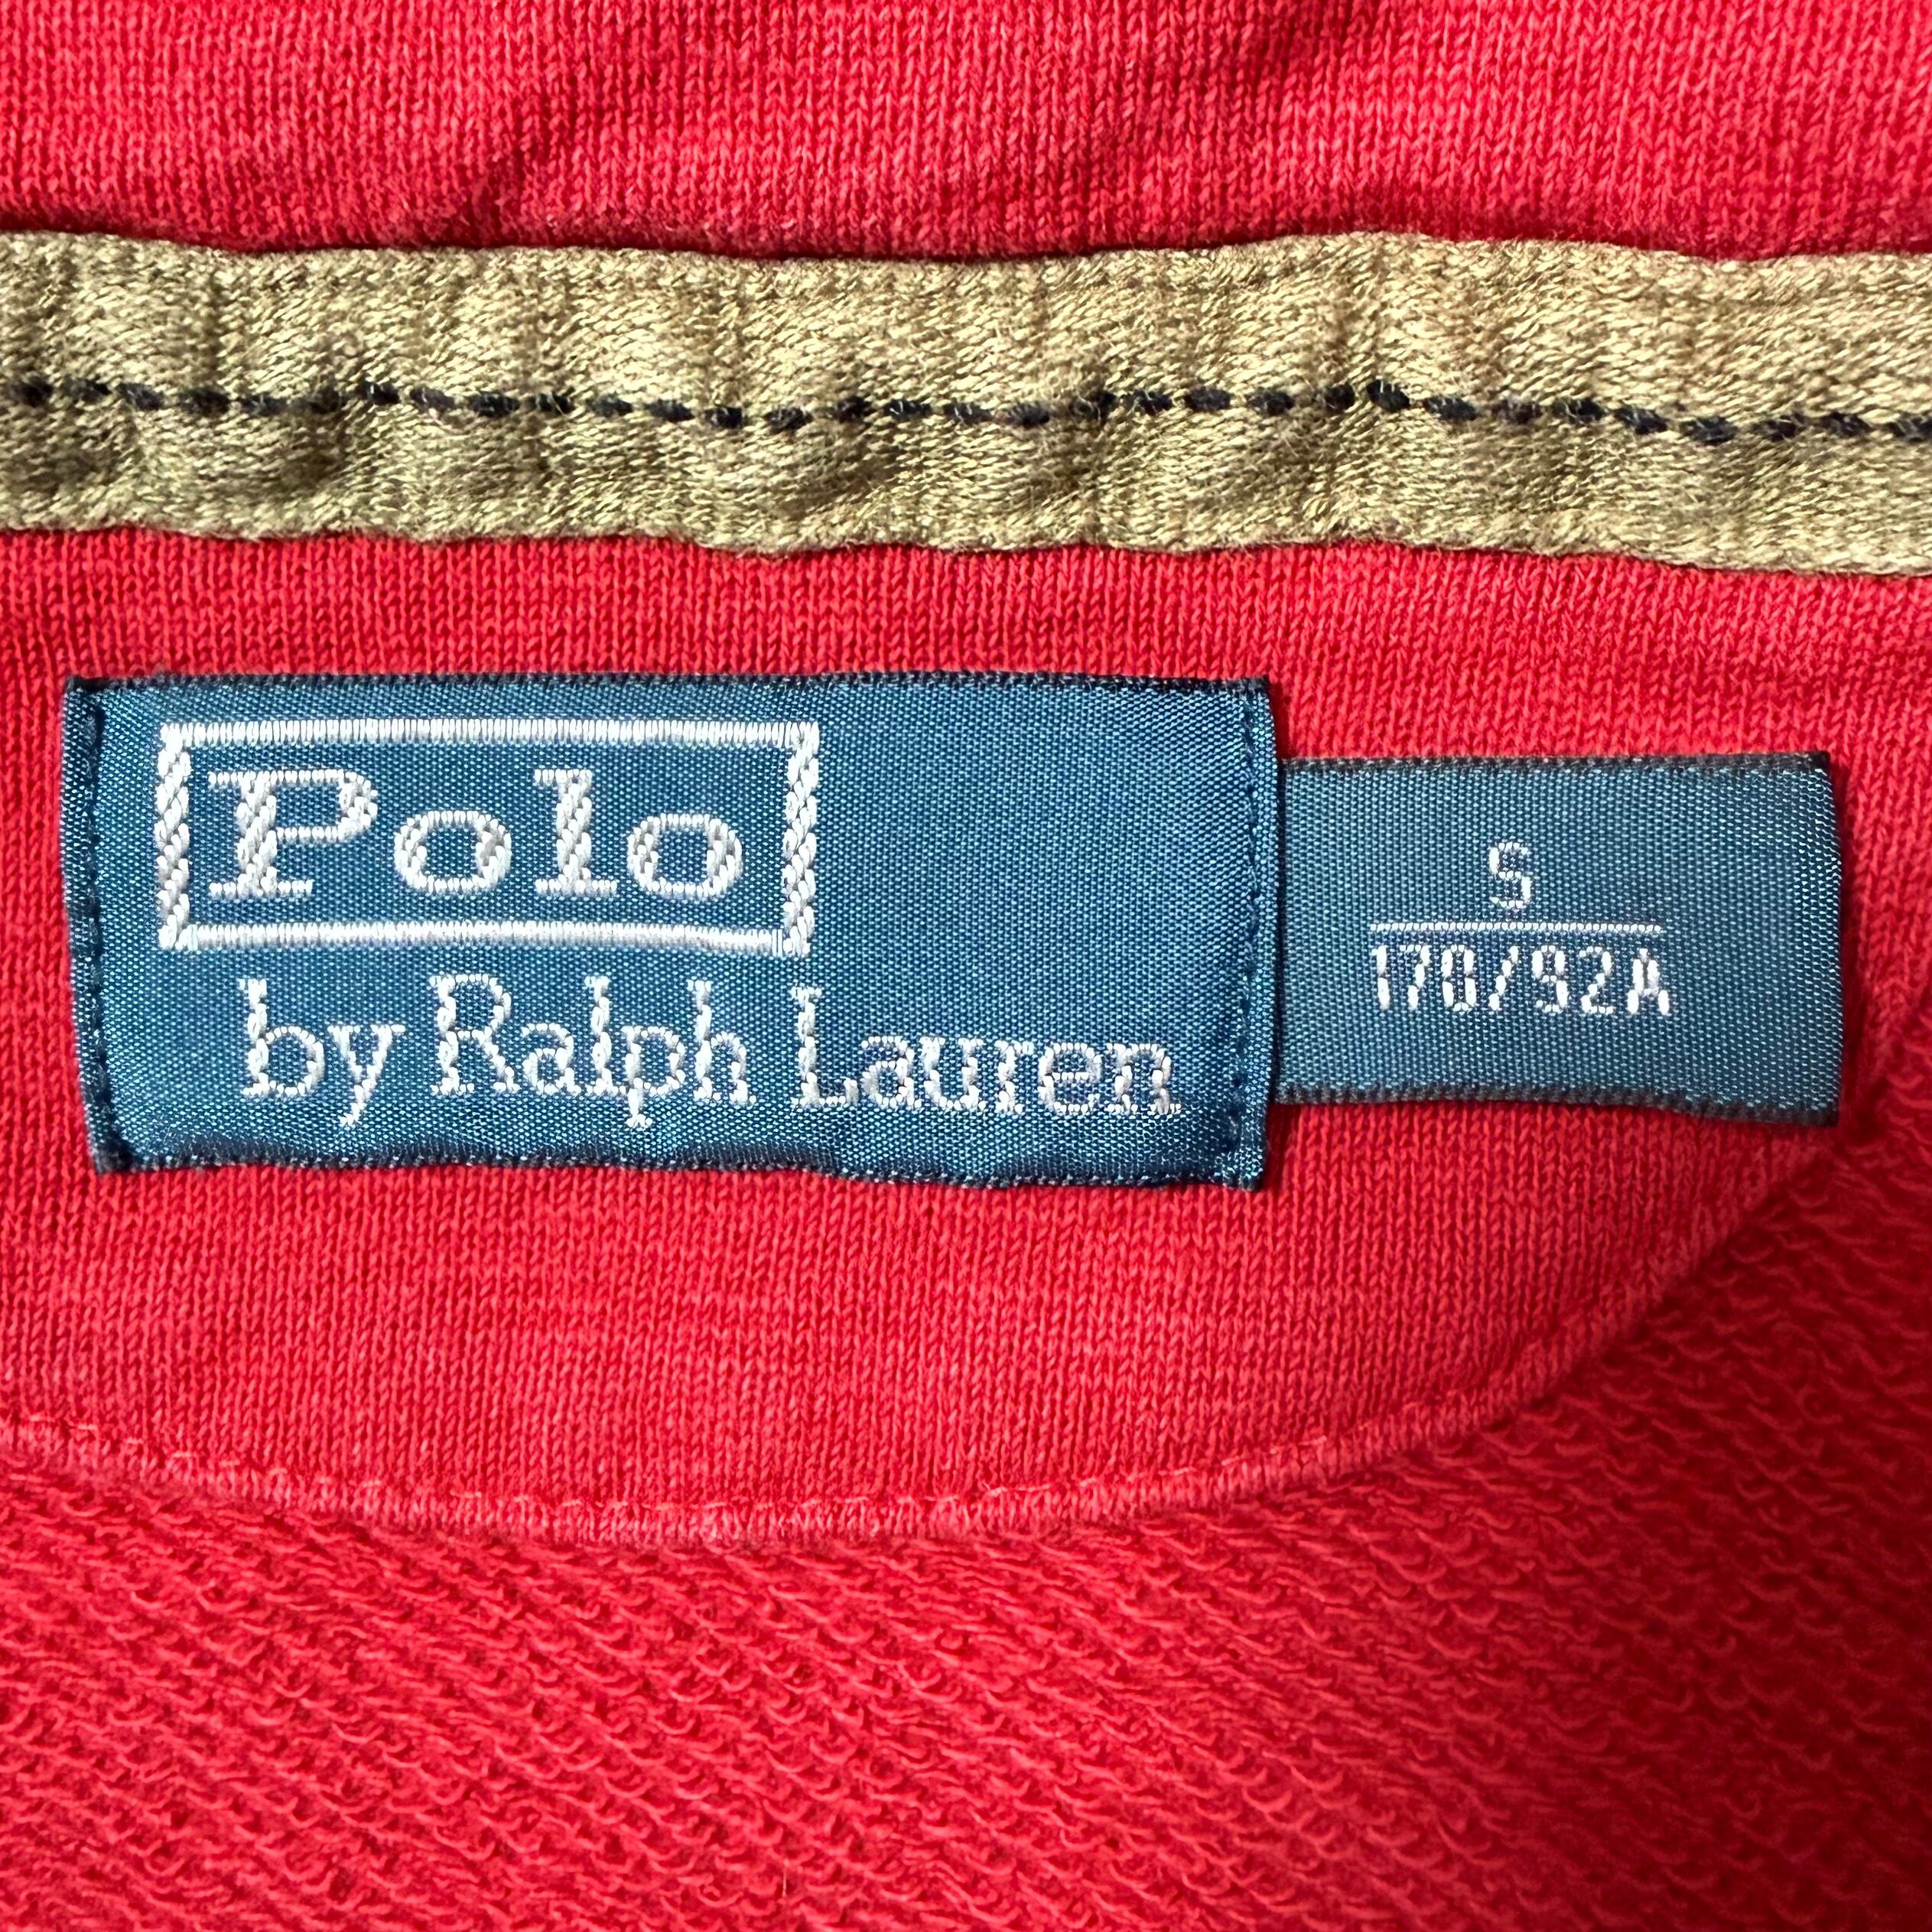 Polo
by Ralph Lauren
S
170/92A